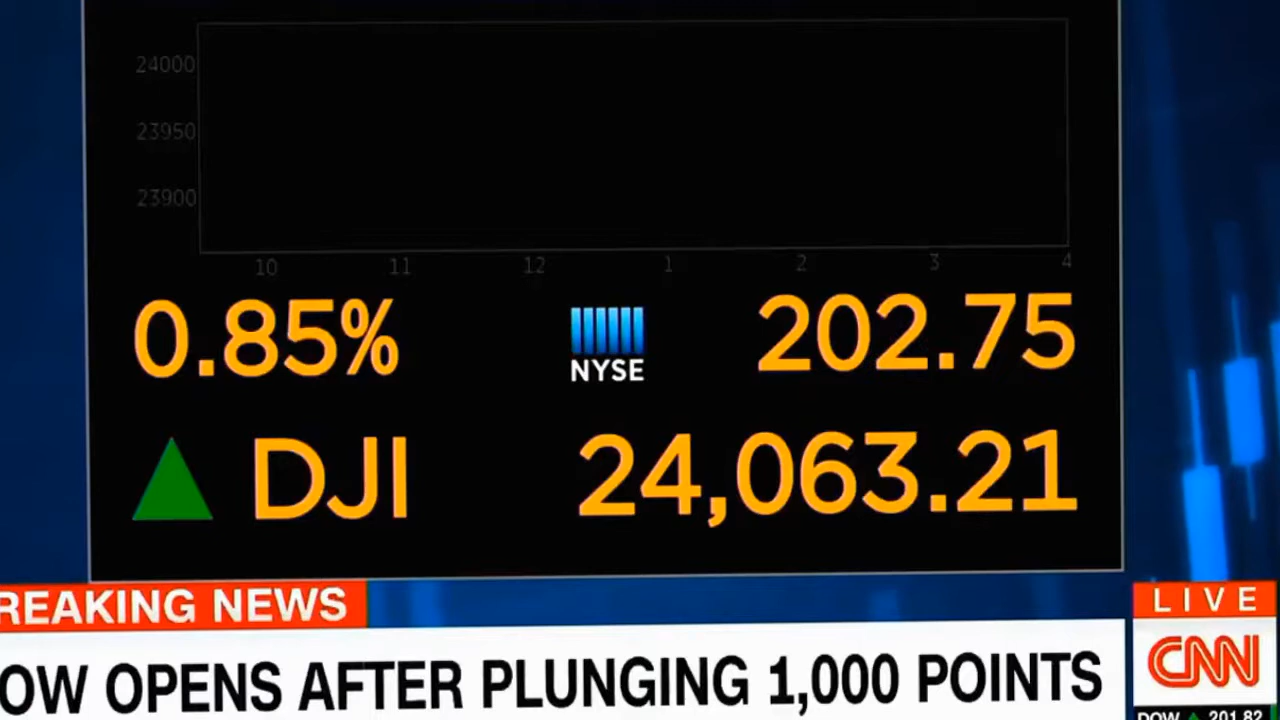 24000
23950
23900
10 11 12 1 2 3 4
0.85% NYSE 202.75
▲ DJI 24,063.21
REAKING NEWS
LIVE
OW OPENS AFTER PLUNGING 1,000 POINTS
CNN
DOW ▲ 201.82